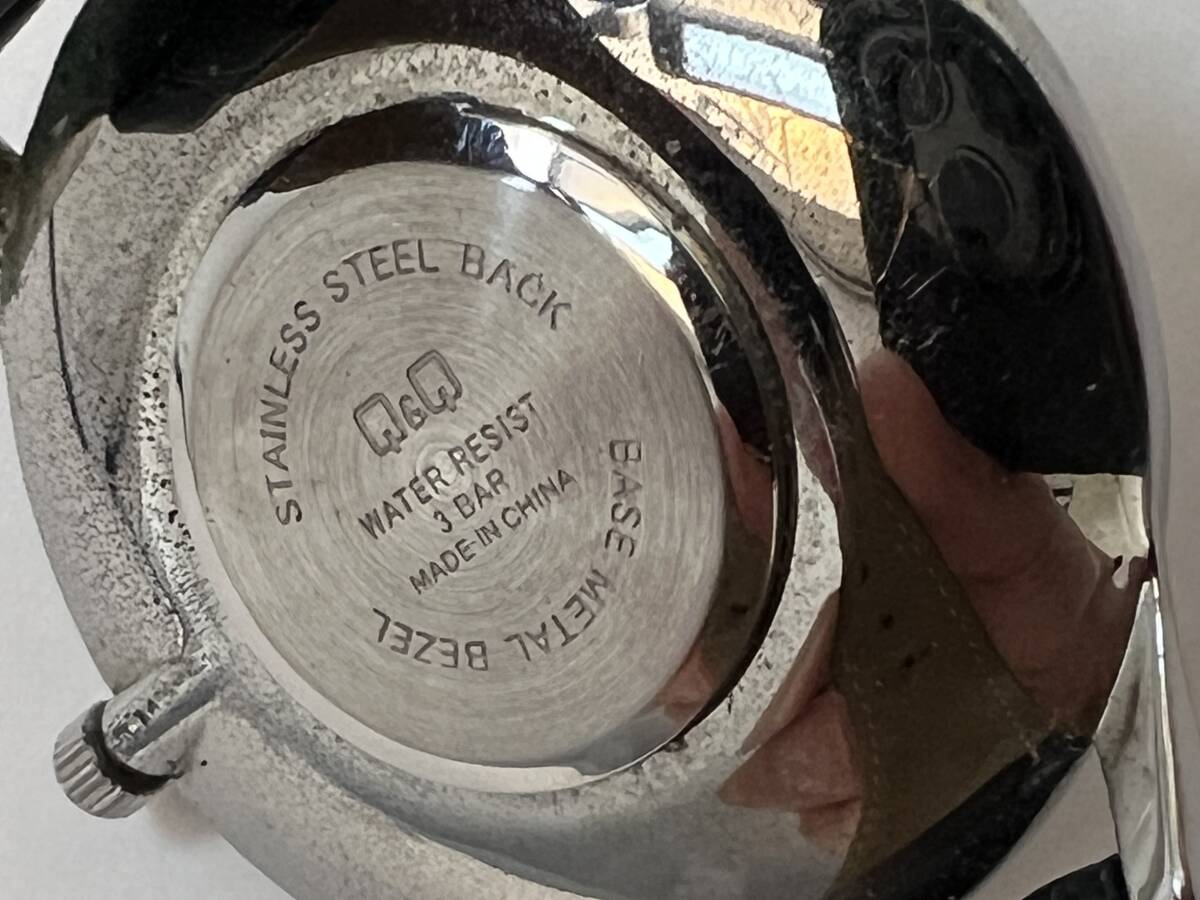 STAINLESS STEEL BACK
Q&Q
WATER RESIST
3 BAR
MADE-IN CHINA
BASE METAL BEZEL